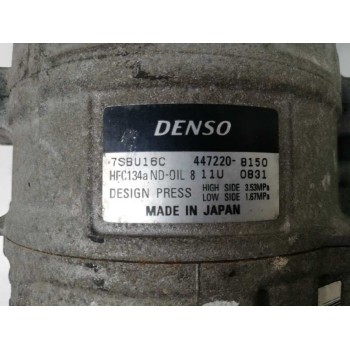 DENSO
7SBU16C 447220-8150
HFC134a ND-OIL 8 11U 0831
DESIGN PRESS HIGH SIDE 3.53MPa
LOW SIDE 1.67MPa
MADE IN JAPAN